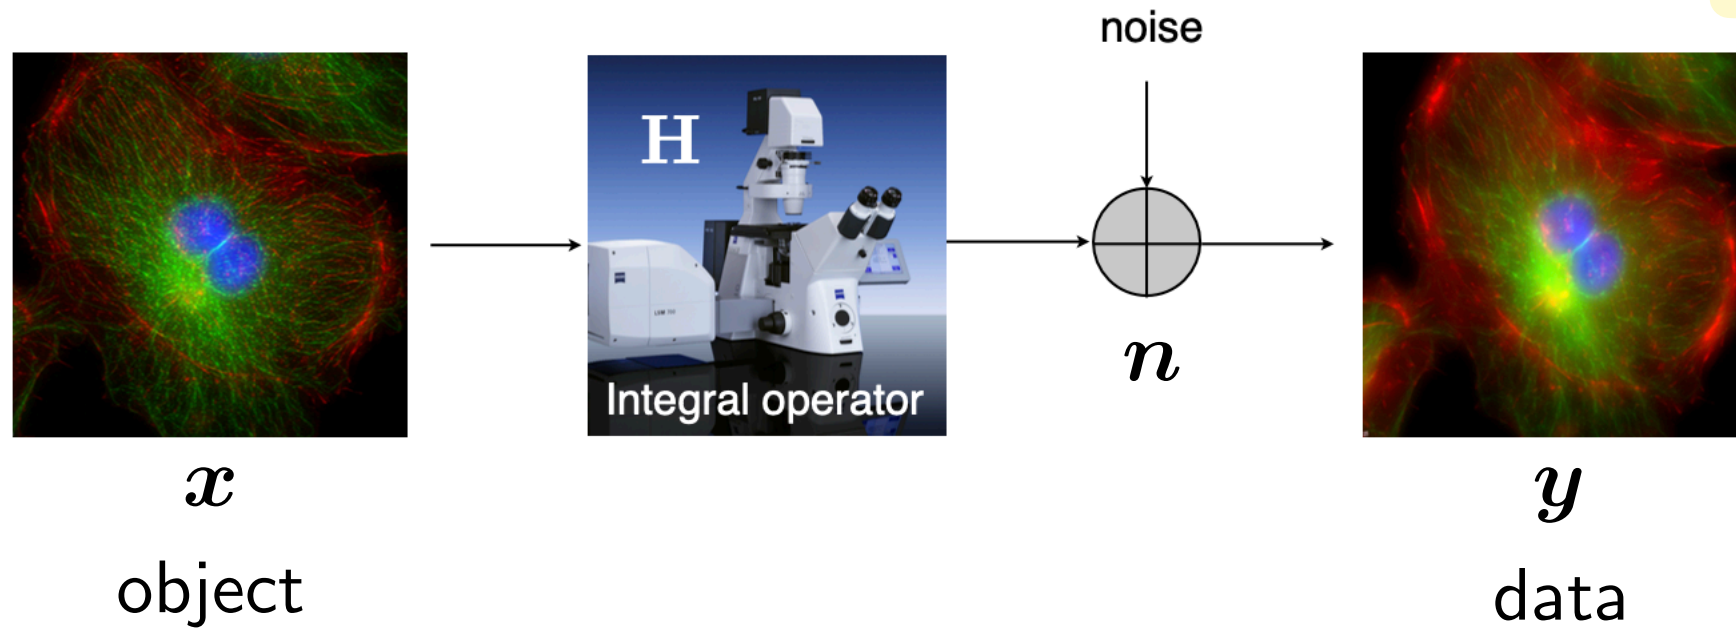 noise
H
Integral operator
n
x
y
object
data